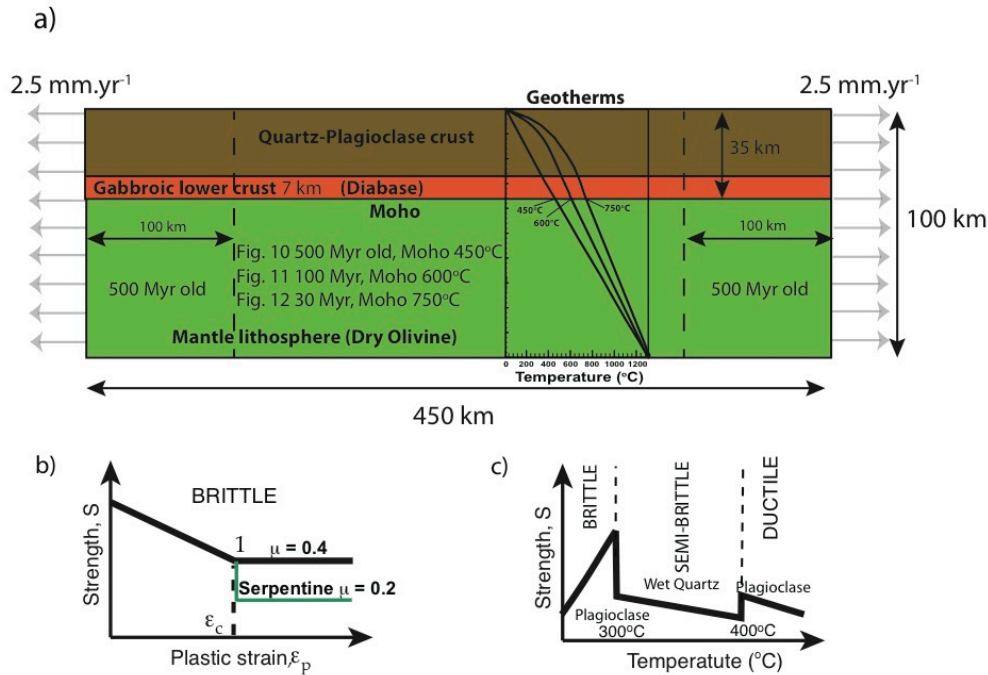 a)
2.5 mm.yr-1
2.5 mm.yr-1
Geotherms
Quartz-Plagioclase crust
35 km
Gabbroic lower crust 7 km (Diabase)
Moho
450°C
600°C
750°C
100 km
100 km
100 km
Fig. 10 500 Myr old, Moho 450°C
Fig. 11 100 Myr, Moho 600°C
Fig. 12 30 Myr, Moho 750°C
500 Myr old
500 Myr old
Mantle lithosphere (Dry Olivine)
0 200 400 600 800 1000 1200
Temperature (°C)
450 km
b)
BRITTLE
Strength, S
1
μ = 0.4
Serpentine μ = 0.2
εc
Plastic strain,εp
c)
BRITTLE
SEMI-BRITTLE
DUCTILE
Strength, S
Wet Quartz
Plagioclase
Plagioclase
300°C
400°C
Temperatute (°C)